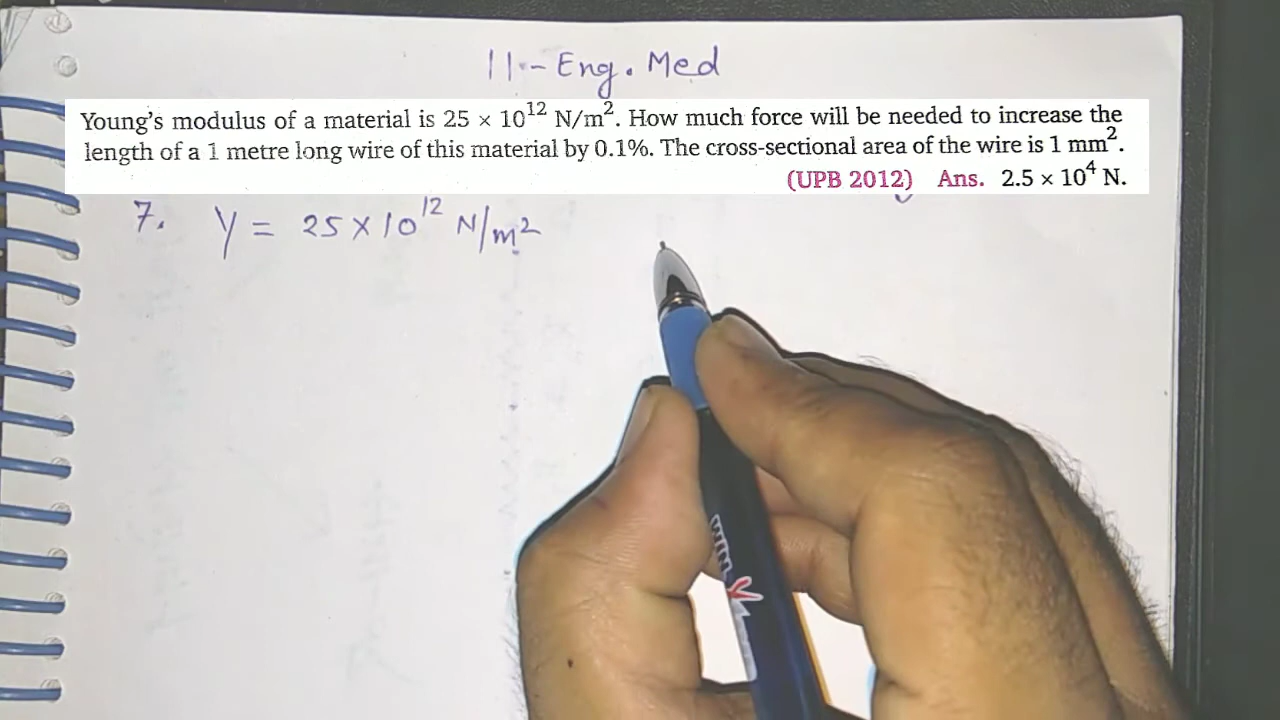 11 - Eng. Med
Young's modulus of a material is 25 × 10¹² N/m². How much force will be needed to increase the
length of a 1 metre long wire of this material by 0.1%. The cross-sectional area of the wire is 1 mm².
(UPB 2012) Ans. 2.5 × 10⁴ N.
7. Y = 25 × 10¹² N/m²
win